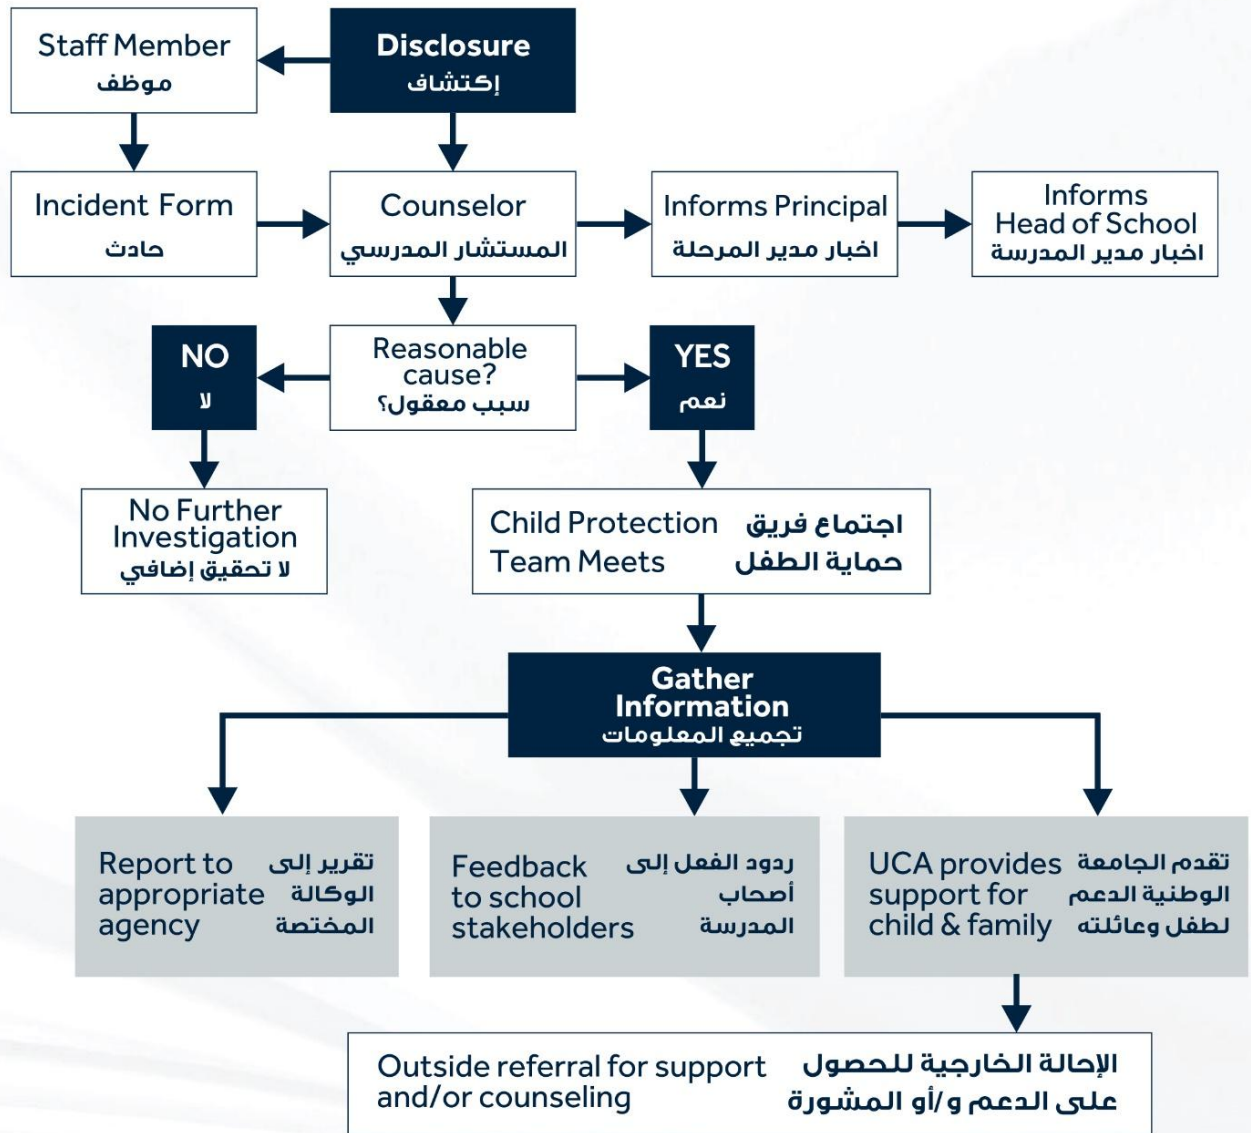 Staff Member
موظف
Disclosure
إكتشاف
Incident Form
حادث
Counselor
المستشار المدرسي
Informs Principal
اخبار مدير المرحلة
Informs
Head of School
اخبار مدير المدرسة
NO
لا
Reasonable
cause?
سبب معقول؟
YES
نعم
No Further
Investigation
لا تحقيق إضافي
Child Protection
Team Meets
اجتماع فريق
حماية الطفل
Gather
Information
تجميع المعلومات
Report to
appropriate
agency
تقرير إلى
الوكالة
المختصة
Feedback
to school
stakeholders
ردود الفعل إلى
أصحاب
المدرسة
UCA provides
support for
child & family
تقدم الجامعة
الوطنية الدعم
لطفل وعائلته
Outside referral for support
and/or counseling
الإحالة الخارجية للحصول
على الدعم و/أو المشورة